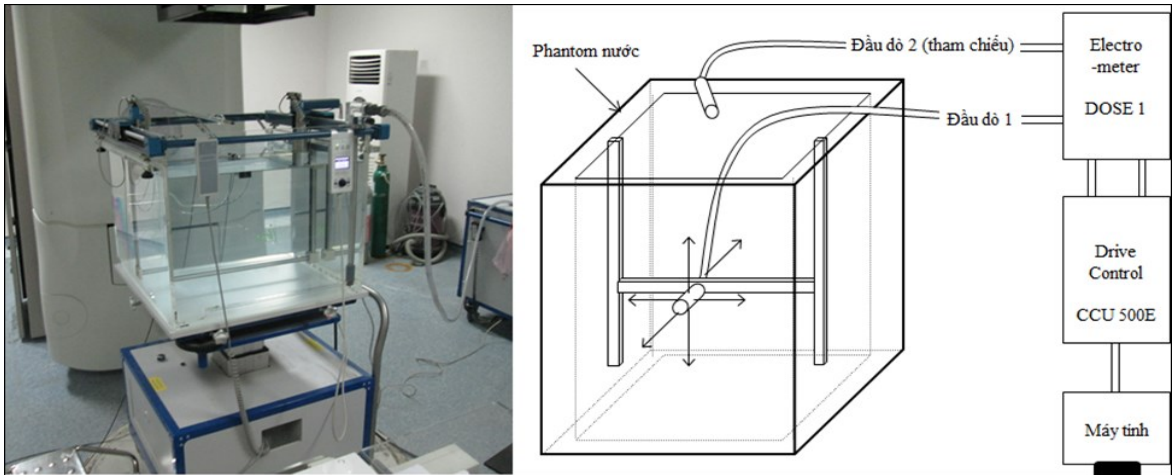 Phantom nước
Đầu dò 2 (tham chiếu)
Đầu dò 1
Electro
-meter
DOSE 1
Drive
Control
CCU 500E
Máy tính